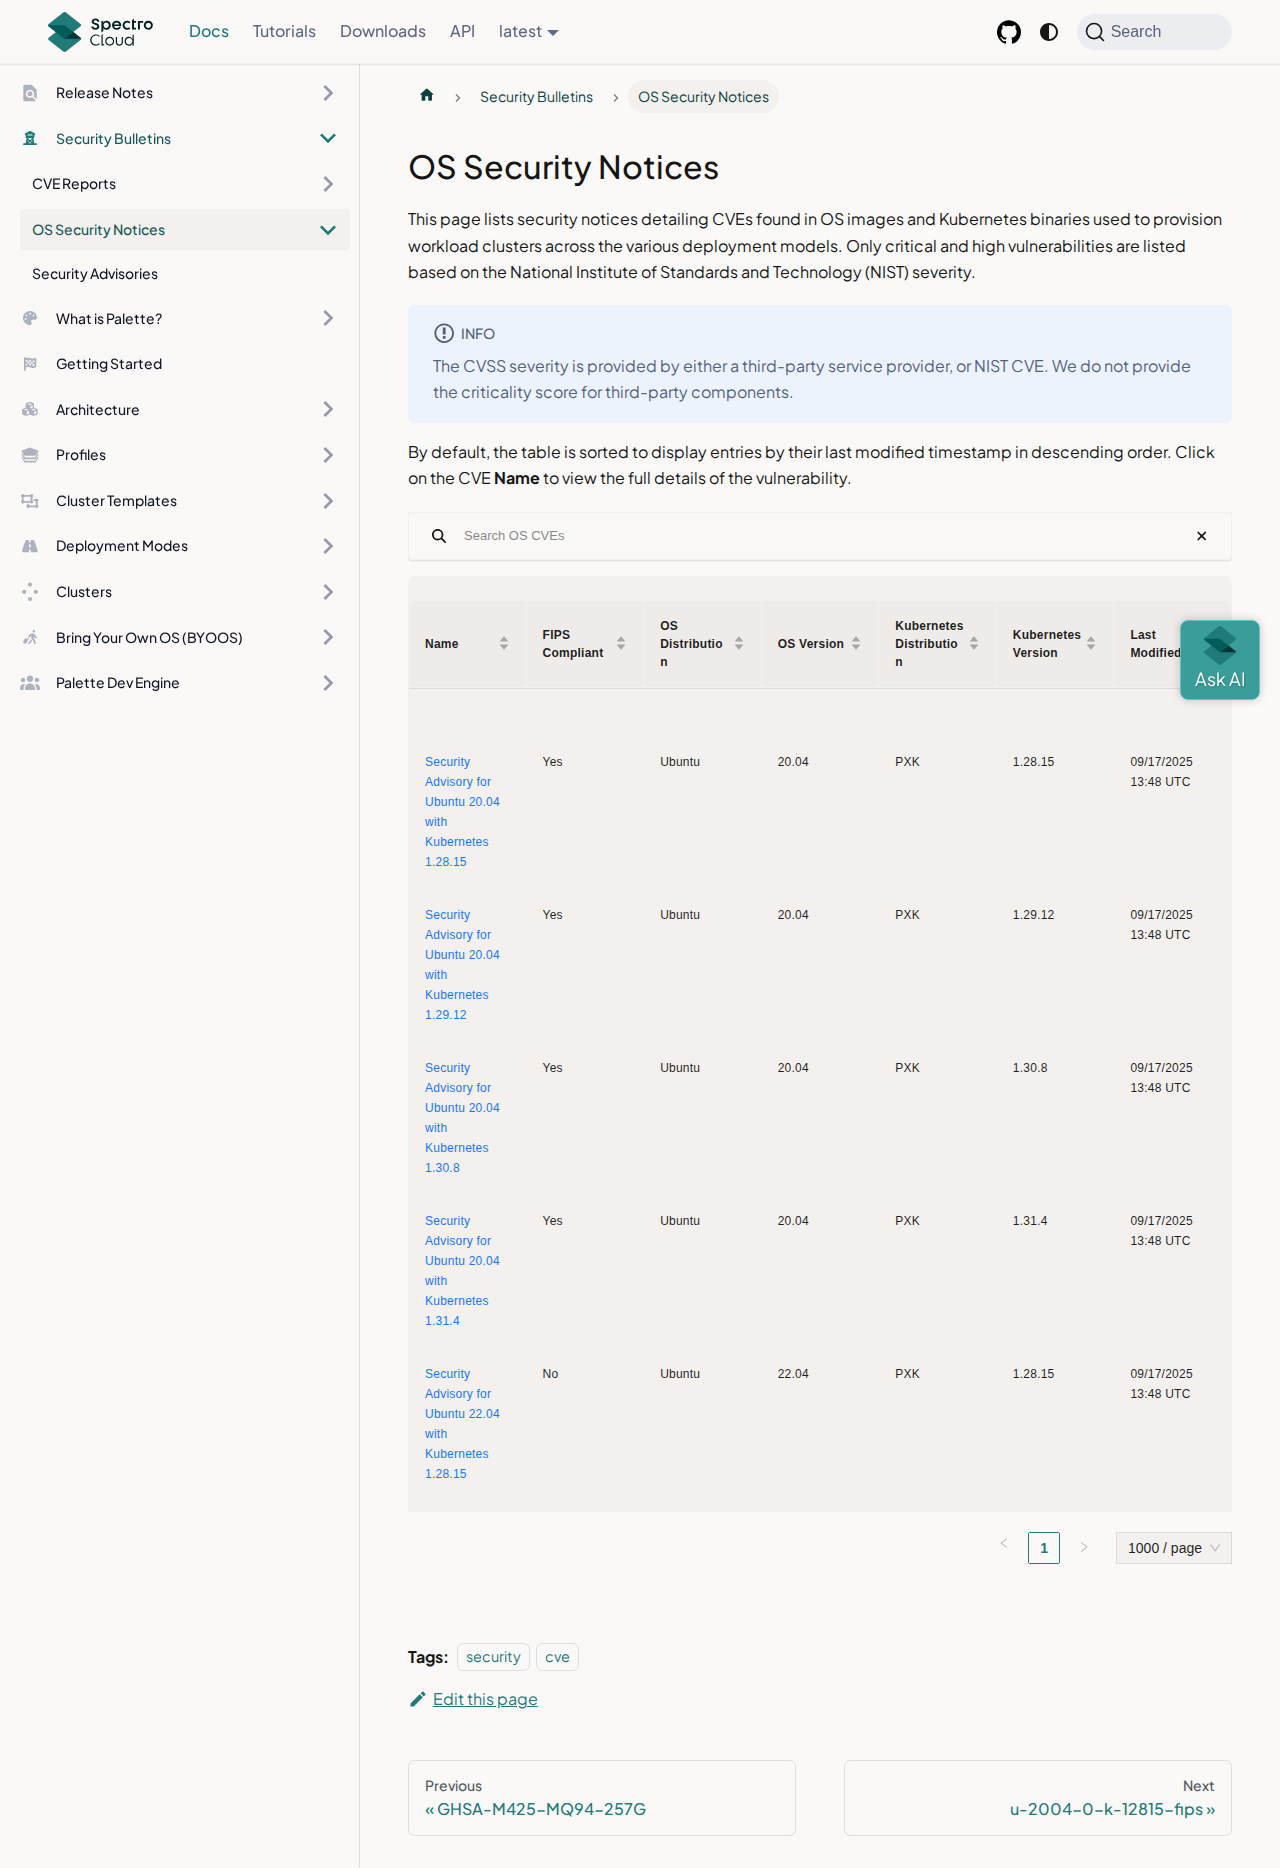 Spectro Cloud
Docs
Tutorials
Downloads
API
latest
Search
Release Notes
Security Bulletins
CVE Reports
OS Security Notices
Security Advisories
What is Palette?
Getting Started
Architecture
Profiles
Cluster Templates
Deployment Modes
Clusters
Bring Your Own OS (BYOOS)
Palette Dev Engine
Security Bulletins
OS Security Notices
OS Security Notices
This page lists security notices detailing CVEs found in OS images and Kubernetes binaries used to provision
workload clusters across the various deployment models. Only critical and high vulnerabilities are listed
based on the National Institute of Standards and Technology (NIST) severity.
INFO
The CVSS severity is provided by either a third-party service provider, or NIST CVE. We do not provide
the criticality score for third-party components.
By default, the table is sorted to display entries by their last modified timestamp in descending order. Click
on the CVE Name to view the full details of the vulnerability.
Search OS CVEs
Name
FIPS
Compliant
OS
Distributio
n
OS Version
Kubernetes
Distributio
n
Kubernetes
Version
Last
Modified
Ask AI
Security
Advisory for
Ubuntu 20.04
with
Kubernetes
1.28.15
Yes
Ubuntu
20.04
PXK
1.28.15
09/17/2025
13:48 UTC
Security
Advisory for
Ubuntu 20.04
with
Kubernetes
1.29.12
Yes
Ubuntu
20.04
PXK
1.29.12
09/17/2025
13:48 UTC
Security
Advisory for
Ubuntu 20.04
with
Kubernetes
1.30.8
Yes
Ubuntu
20.04
PXK
1.30.8
09/17/2025
13:48 UTC
Security
Advisory for
Ubuntu 20.04
with
Kubernetes
1.31.4
Yes
Ubuntu
20.04
PXK
1.31.4
09/17/2025
13:48 UTC
Security
Advisory for
Ubuntu 22.04
with
Kubernetes
1.28.15
No
Ubuntu
22.04
PXK
1.28.15
09/17/2025
13:48 UTC
1
1000 / page
Tags:
security
cve
Edit this page
Previous
« GHSA-M425-MQ94-257G
Next
u-2004-0-k-12815-fips »